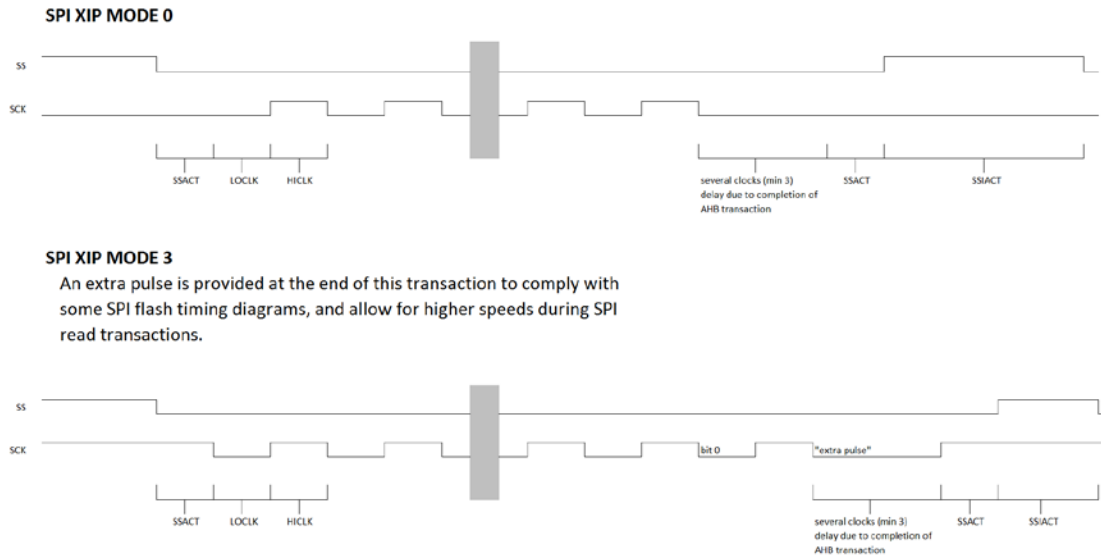 SPI XIP MODE 0
SS
SCK
SSACT
LOCLK
HICLK
several clocks (min 3)
delay due to completion of
AHB transaction
SSACT
SSIACT
SPI XIP MODE 3
An extra pulse is provided at the end of this transaction to comply with
some SPI flash timing diagrams, and allow for higher speeds during SPI
read transactions.
SS
SCK
bit 0
"extra pulse"
SSACT
LOCLK
HICLK
several clocks (min 3)
delay due to completion of
AHB transaction
SSACT
SSIACT